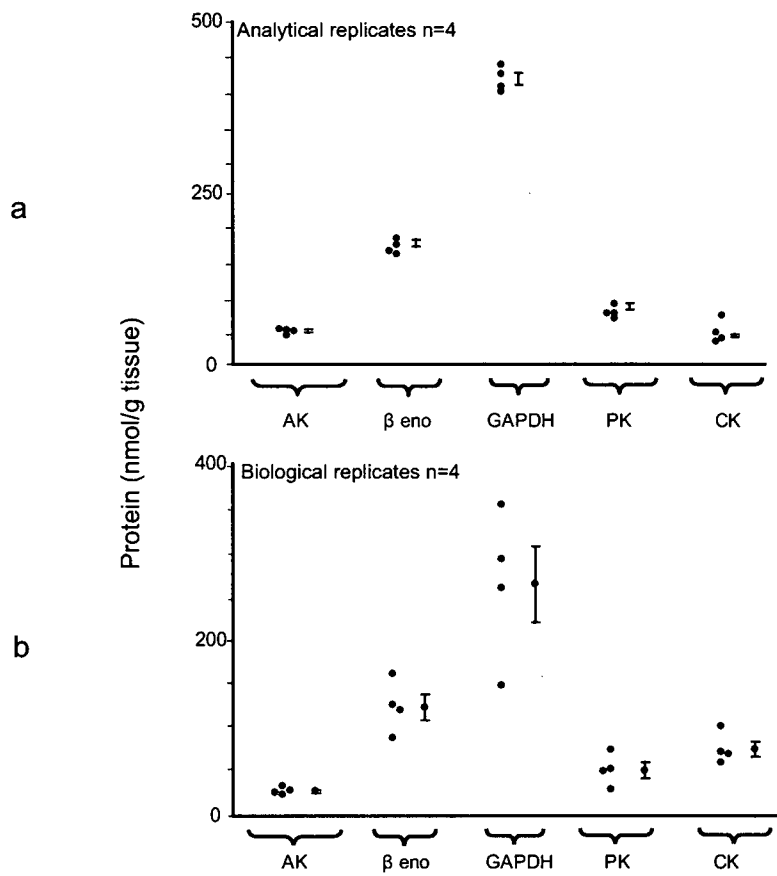 500
Analytical replicates n=4
250
0
AK
β eno
GAPDH
PK
CK
a
Protein (nmol/g tissue)
400
Biological replicates n=4
200
0
AK
β eno
GAPDH
PK
CK
b